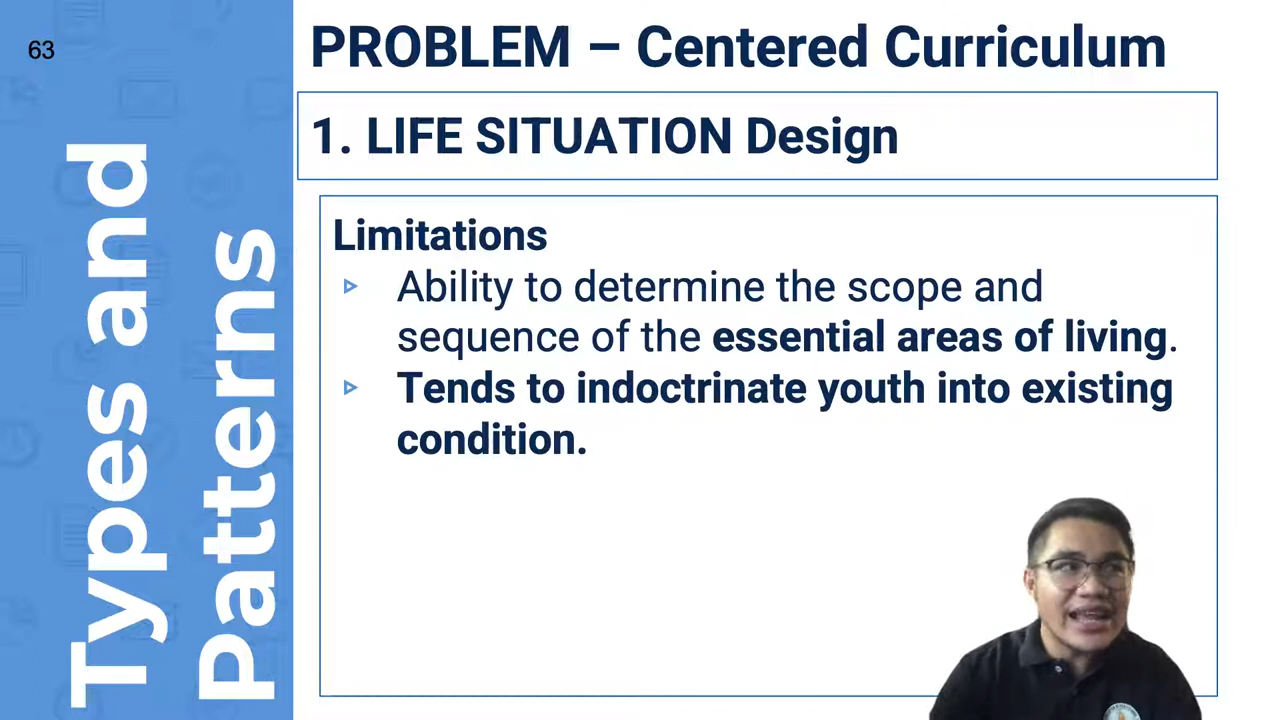 63
Types and
Patterns
PROBLEM – Centered Curriculum
1. LIFE SITUATION Design
Limitations
Ability to determine the scope and
sequence of the essential areas of living.
Tends to indoctrinate youth into existing
condition.